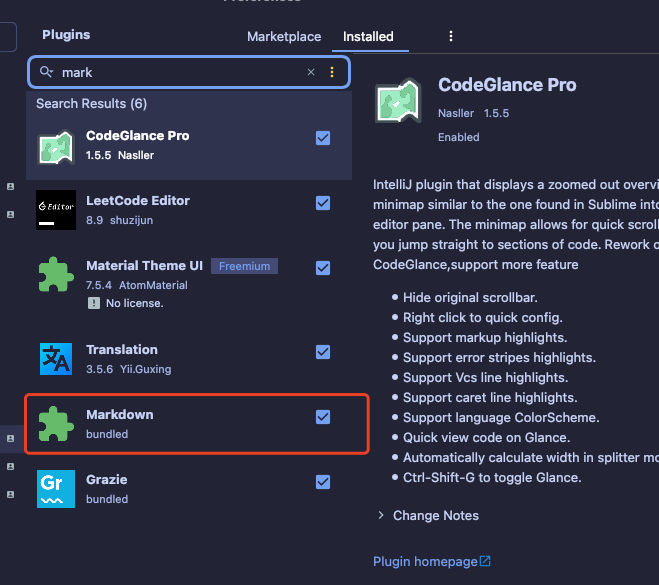 Plugins
Marketplace
Installed
mark
Search Results (6)
CodeGlance Pro
1.5.5 Nasller
LeetCode Editor
8.9 shuzijun
Editor
Material Theme UI Freemium
7.5.4 AtomMaterial
No license.
Translation
3.5.6 Yii.Guxing
文A
Markdown
bundled
Gr
Grazie
bundled
CodeGlance Pro
Nasller 1.5.5
Enabled
IntelliJ plugin that displays a zoomed out overvi
minimap similar to the one found in Sublime into
editor pane. The minimap allows for quick scroll
you jump straight to sections of code. Rework o
CodeGlance,support more feature
Hide original scrollbar.
Right click to quick config.
Support markup highlights.
Support error stripes highlights.
Support Vcs line highlights.
Support caret line highlights.
Support language ColorScheme.
Quick view code on Glance.
Automatically calculate width in splitter mo
Ctrl-Shift-G to toggle Glance.
Change Notes
Plugin homepage